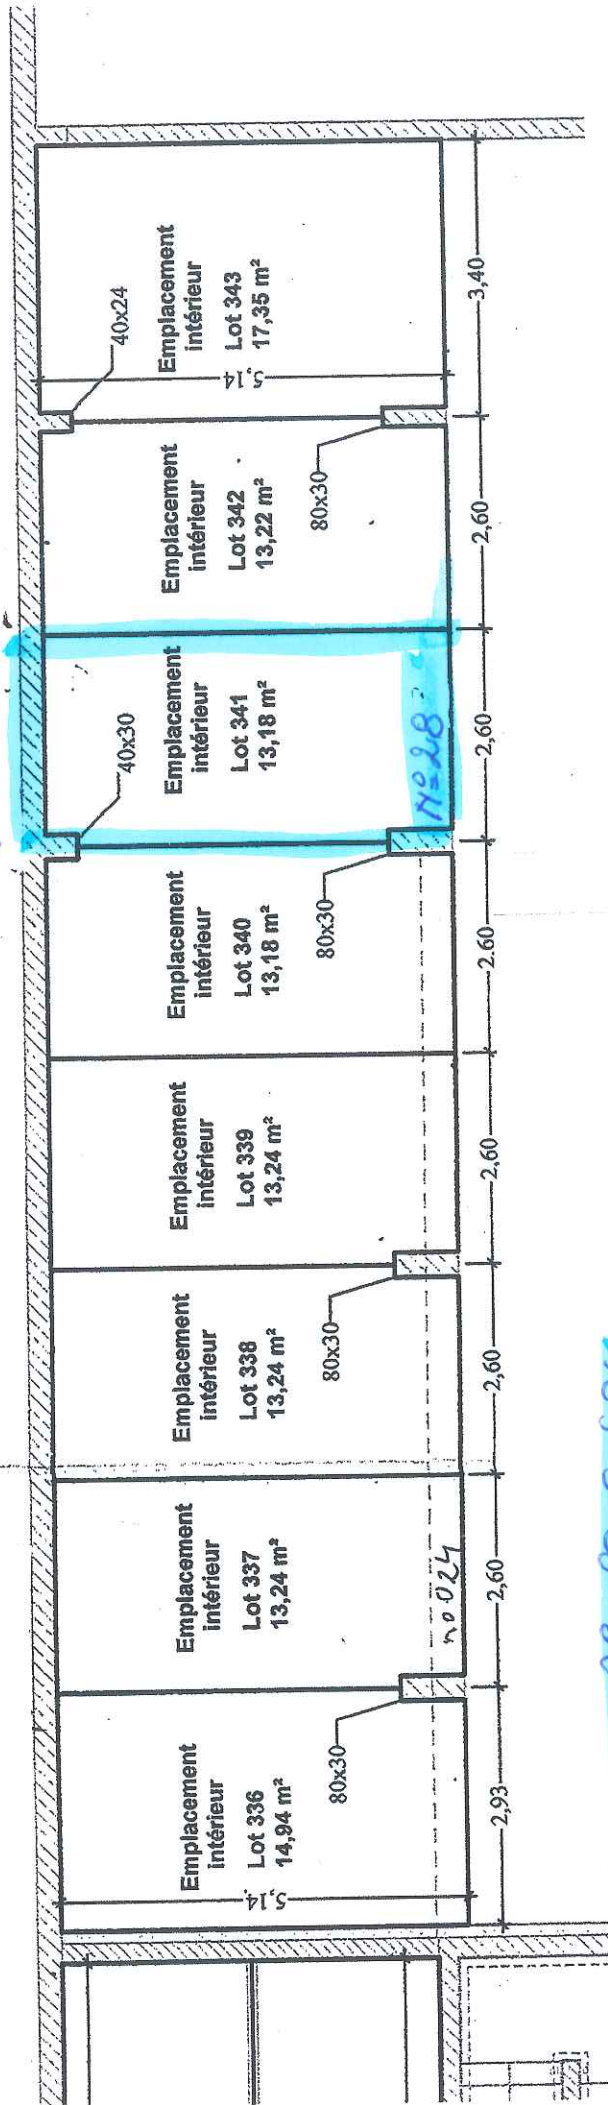 Emplacement
intérieur
Lot 336
14,94 m²
80x30
5,14
2,93
Emplacement
intérieur
Lot 337
13,24 m²
no 024
2,60
Emplacement
intérieur
Lot 338
13,24 m²
80x30
2,60
Emplacement
intérieur
Lot 339
13,24 m²
2,60
Emplacement
intérieur
Lot 340
13,18 m²
80x30
2.60
Emplacement
intérieur
Lot 341
13,18 m²
40x30
N° 28
2,60
Emplacement
intérieur
Lot 342
13,22 m²
80x30
2,60
Emplacement
intérieur
Lot 343
17,35 m²
40x24
5,14
3,40